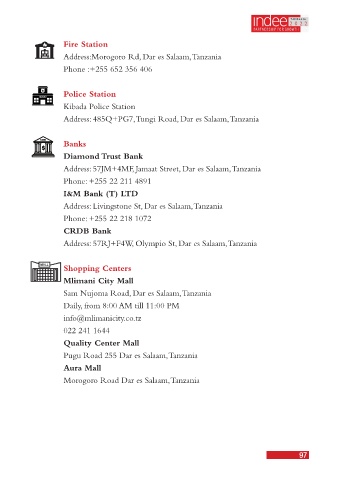 indee
2023
PARTNERSHIP FOR GROWTH
Fire Station
Address:Morogoro Rd, Dar es Salaam,Tanzania
Phone :+255 652 356 406
Police Station
Kibada Police Station
Address: 485Q+PG7,Tungi Road, Dar es Salaam,Tanzania
Banks
Diamond Trust Bank
Address: 57JM+4MF, Jamaat Street, Dar es Salaam,Tanzania
Phone: +255 22 211 4891
I&M Bank (T) LTD
Address: Livingstone St, Dar es Salaam,Tanzania
Phone: +255 22 218 1072
CRDB Bank
Address: 57RJ+F4W, Olympio St, Dar es Salaam,Tanzania
MALL
Shopping Centers
Mlimani City Mall
Sam Nujoma Road, Dar es Salaam,Tanzania
Daily, from 8:00 AM till 11:00 PM
info@mlimanicity.co.tz
022 241 1644
Quality Center Mall
Pugu Road 255 Dar es Salaam,Tanzania
Aura Mall
Morogoro Road Dar es Salaam,Tanzania
97